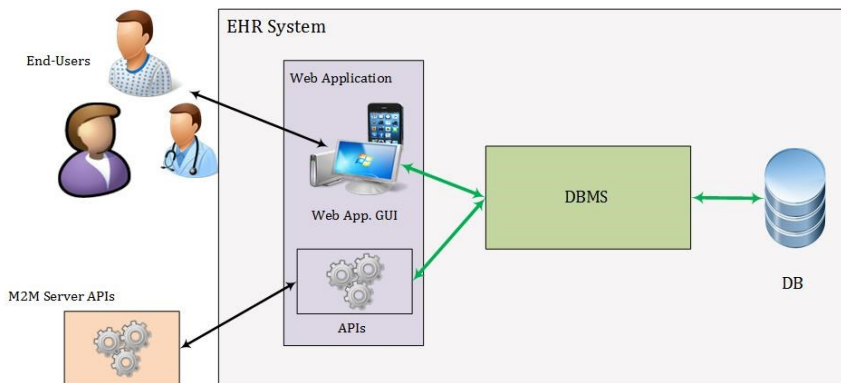 EHR System
End-Users
Web Application
Web App. GUI
DBMS
DB
M2M Server APIs
APIs